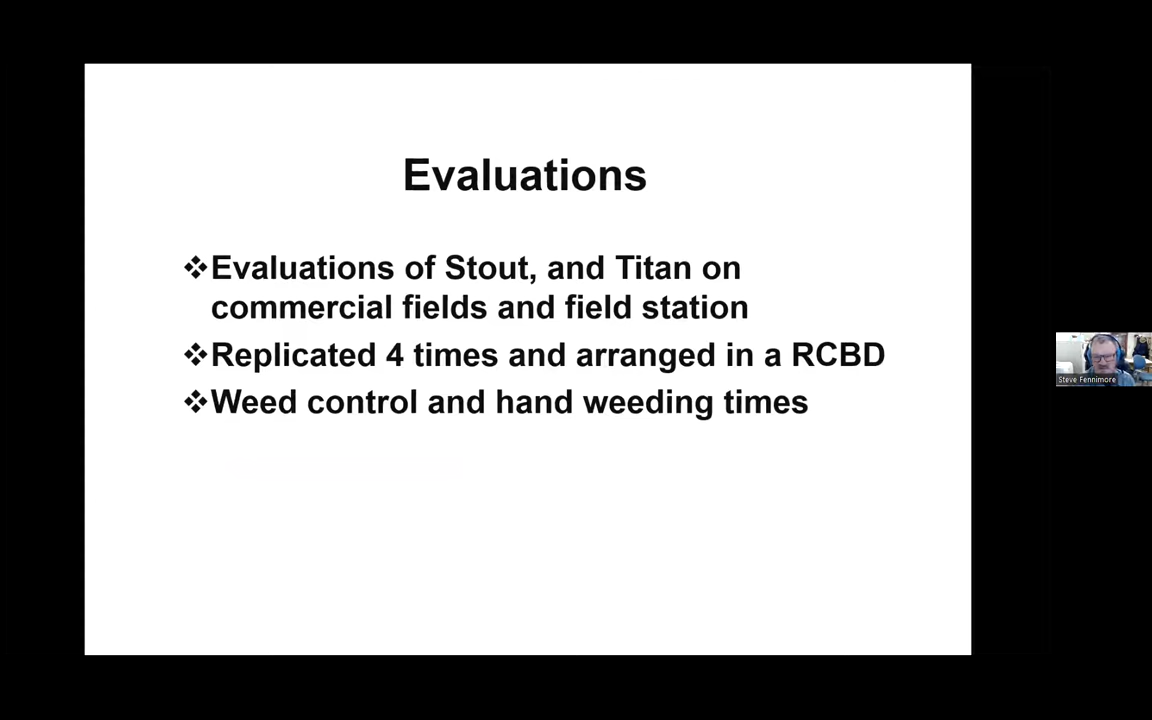 Evaluations
❖Evaluations of Stout, and Titan on
commercial fields and field station
❖Replicated 4 times and arranged in a RCBD
❖Weed control and hand weeding times
Steve Fennimore